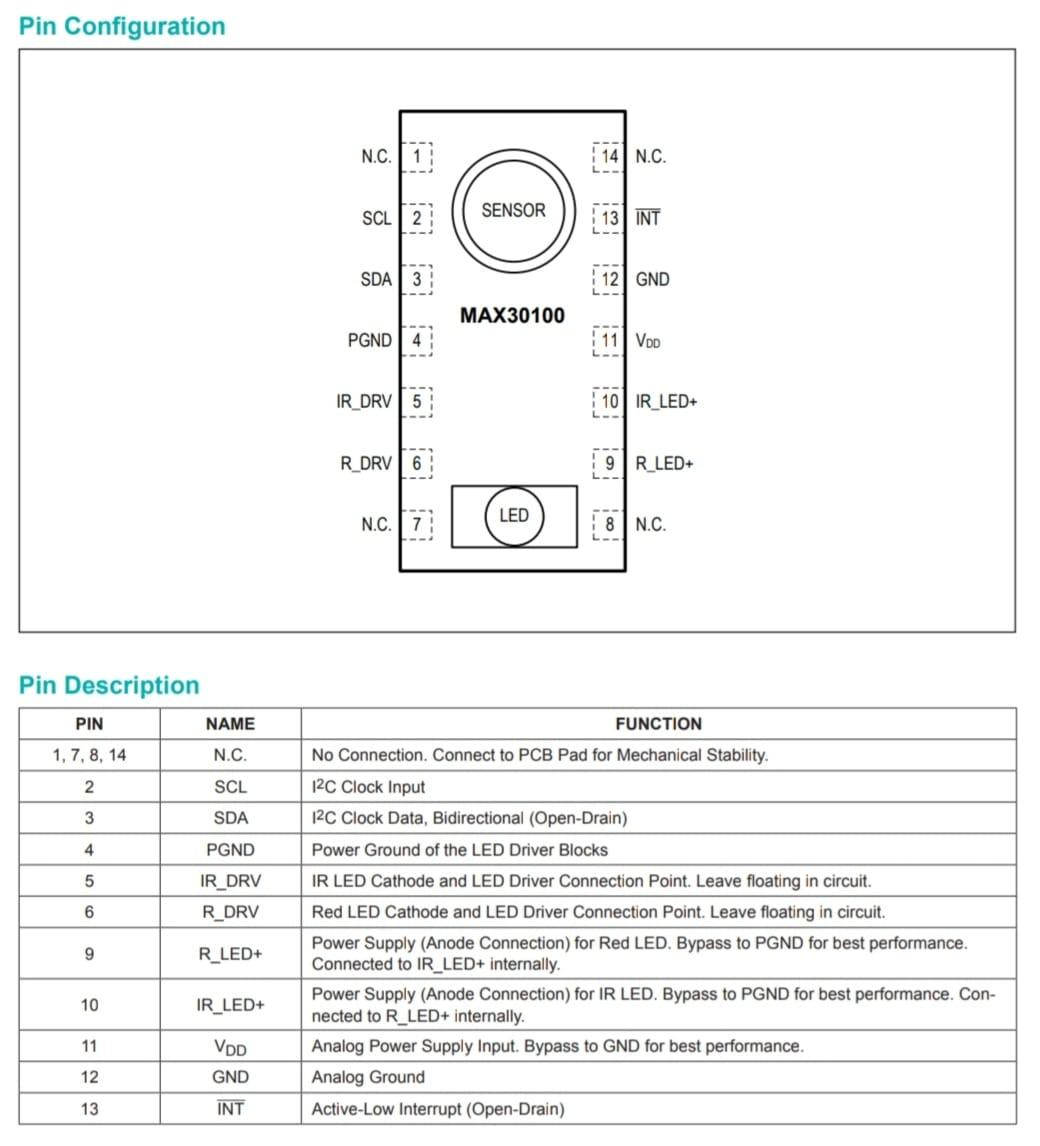 Pin Configuration
N.C. 1 14 N.C.
SENSOR
SCL 2 13 INT
SDA 3 12 GND
MAX30100
PGND 4 11 VDD
IR_DRV 5 10 IR_LED+
R_DRV 6 9 R_LED+
LED
N.C. 7 8 N.C.
Pin Description
PIN NAME FUNCTION
1, 7, 8, 14 N.C. No Connection. Connect to PCB Pad for Mechanical Stability.
2 SCL I2C Clock Input
3 SDA I2C Clock Data, Bidirectional (Open-Drain)
4 PGND Power Ground of the LED Driver Blocks
5 IR_DRV IR LED Cathode and LED Driver Connection Point. Leave floating in circuit.
6 R_DRV Red LED Cathode and LED Driver Connection Point. Leave floating in circuit.
9 R_LED+ Power Supply (Anode Connection) for Red LED. Bypass to PGND for best performance.
Connected to IR_LED+ internally.
10 IR_LED+ Power Supply (Anode Connection) for IR LED. Bypass to PGND for best performance. Con-
nected to R_LED+ internally.
11 VDD Analog Power Supply Input. Bypass to GND for best performance.
12 GND Analog Ground
13 INT Active-Low Interrupt (Open-Drain)